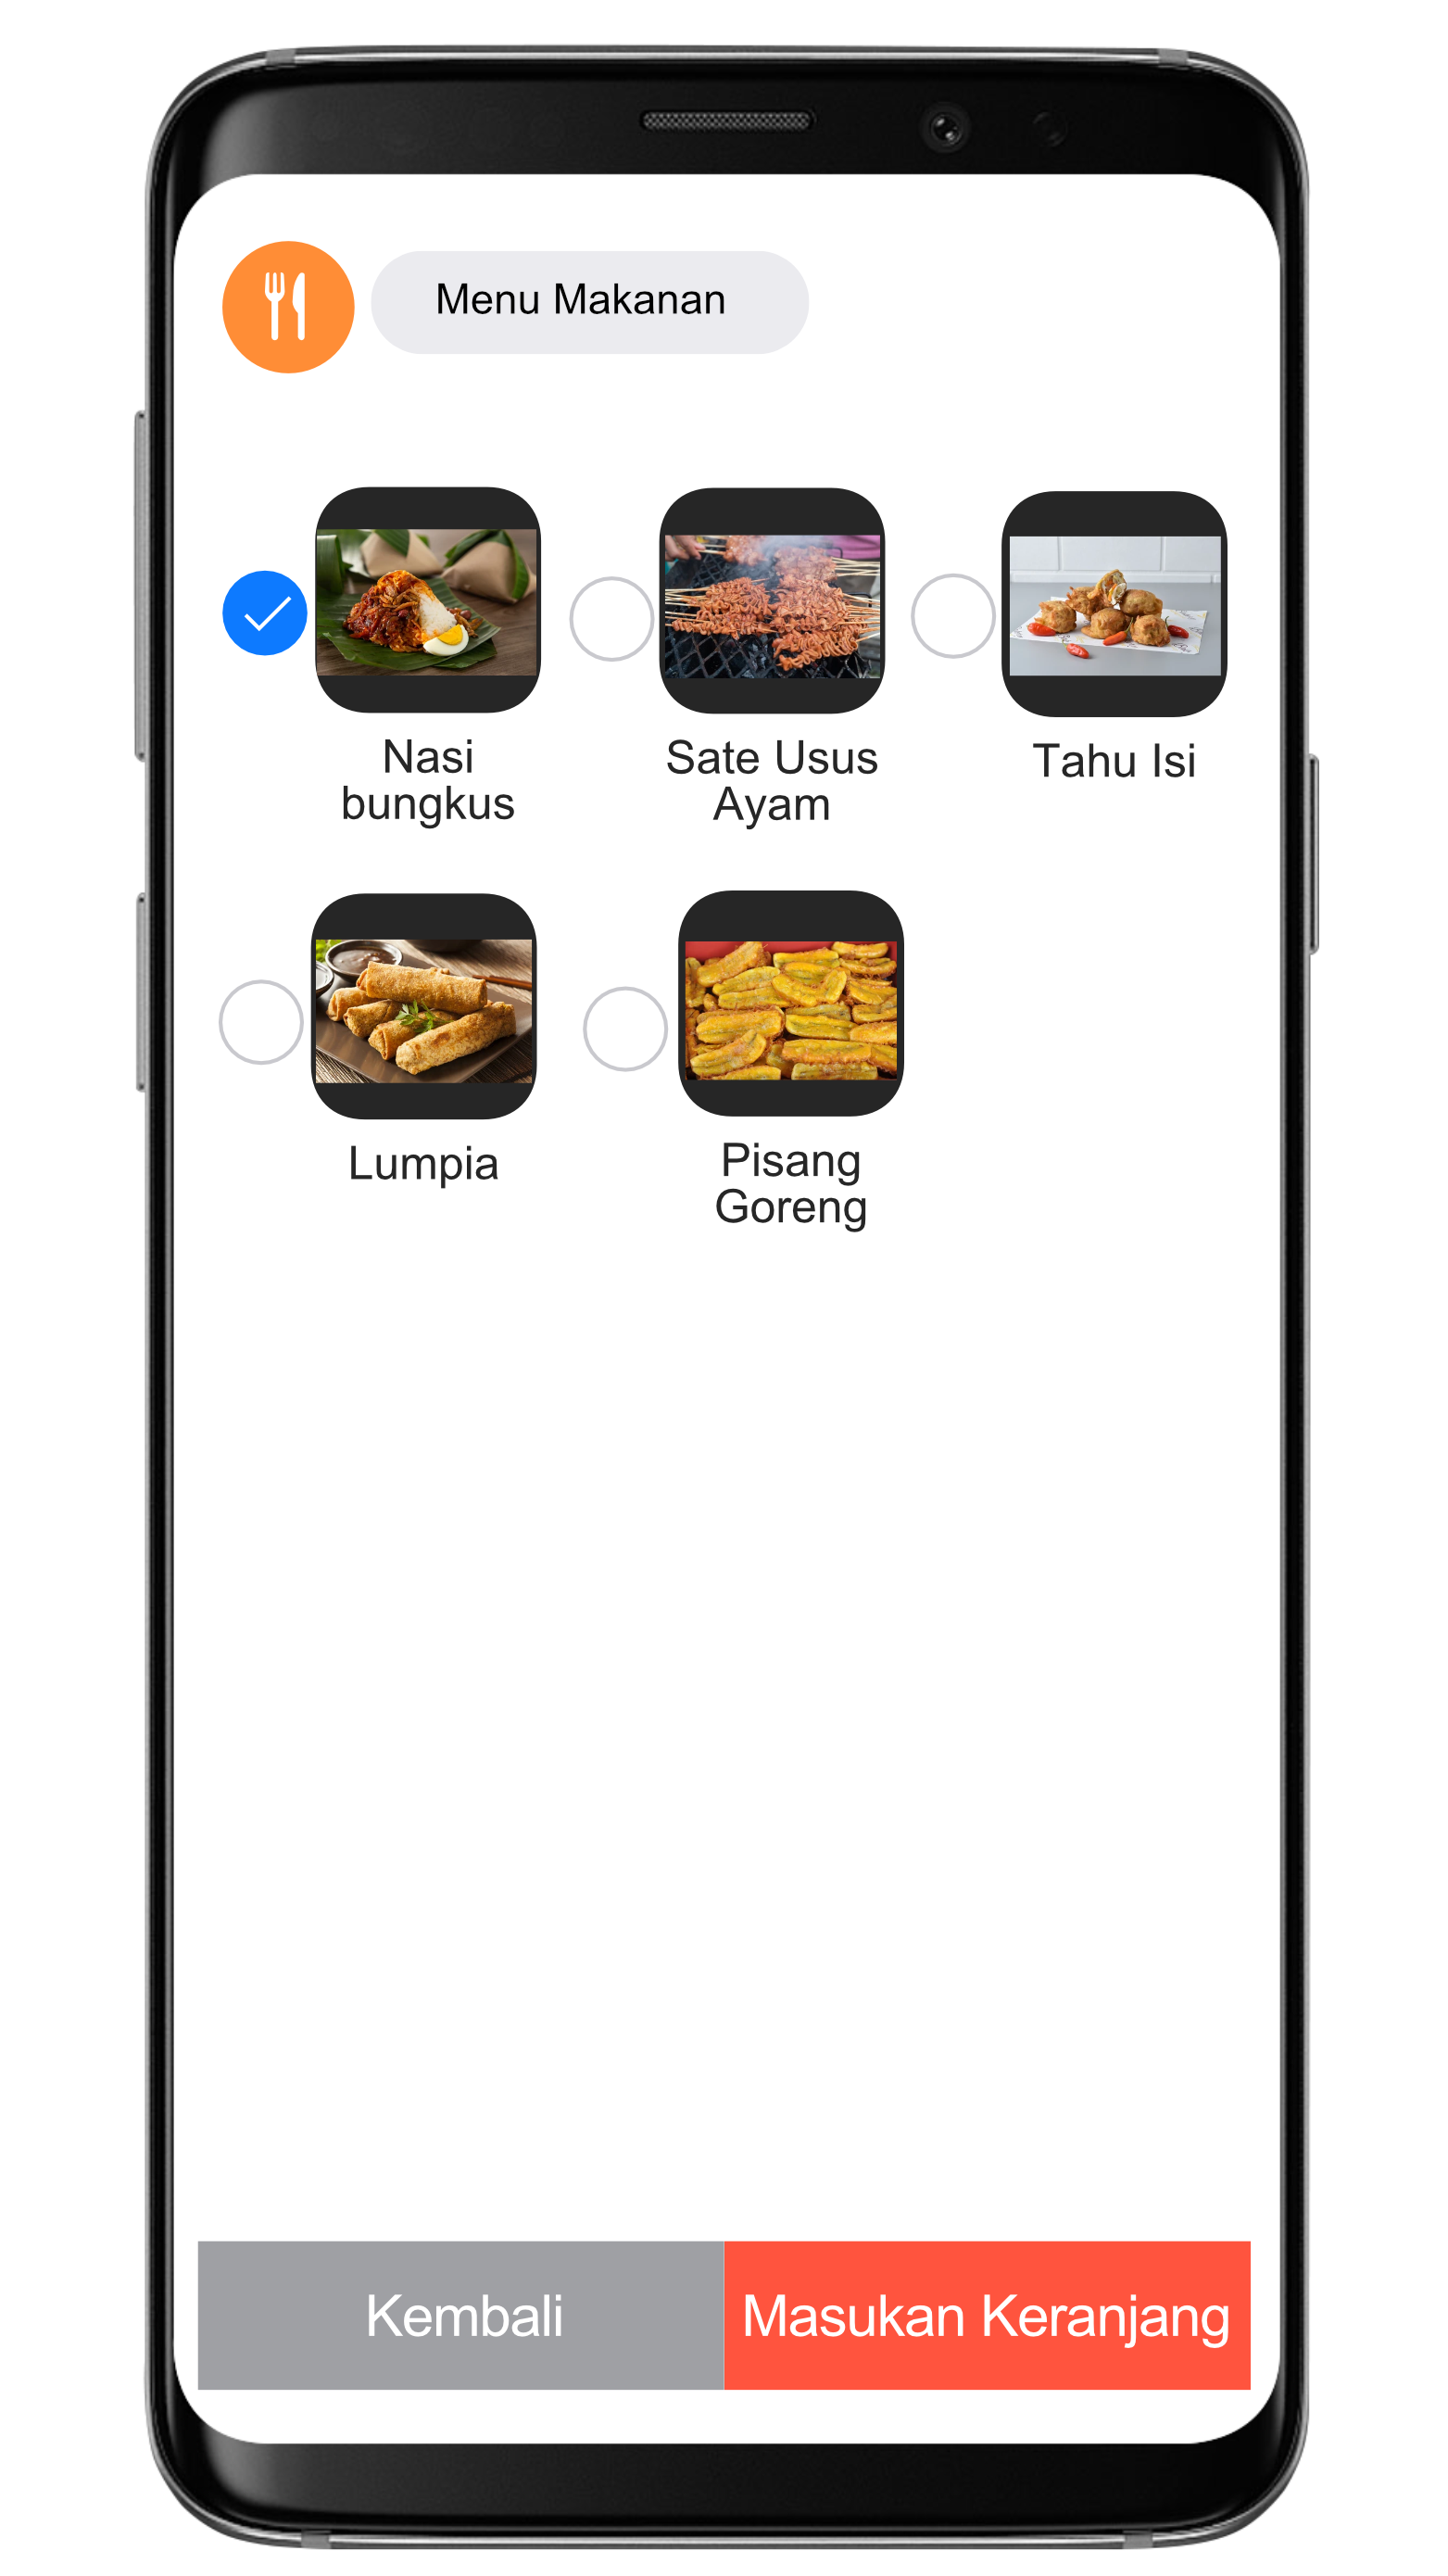 Menu Makanan
Nasi
bungkus
Sate Usus
Ayam
Tahu Isi
Lumpia
Pisang
Goreng
Kembali
Masukan Keranjang